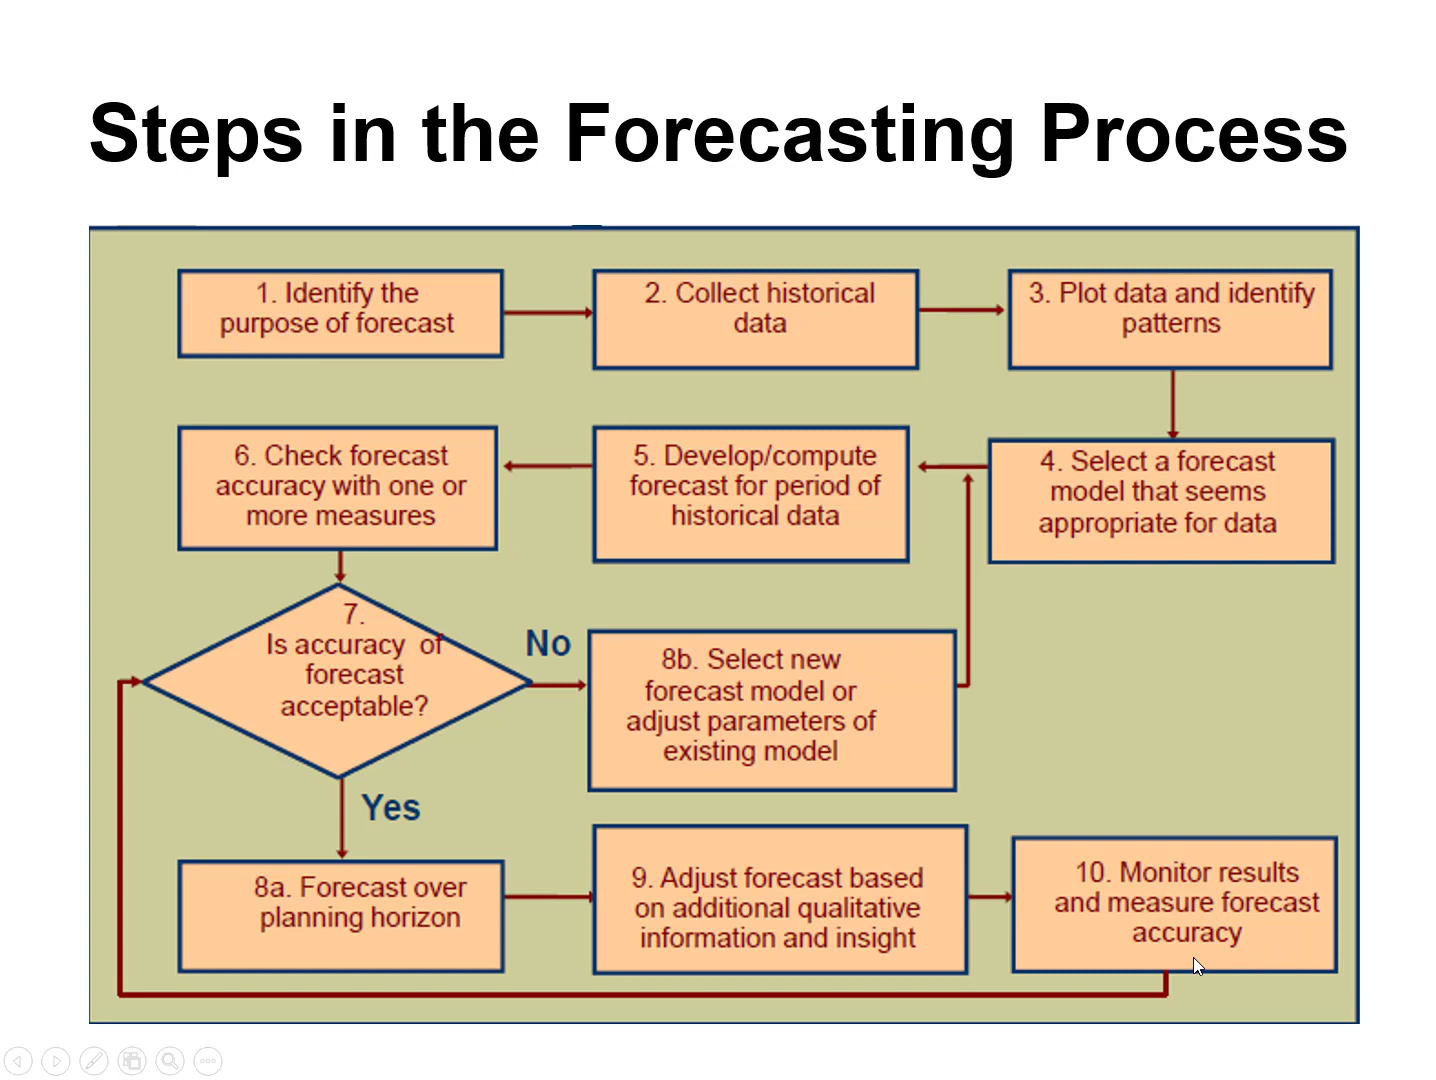 Steps in the Forecasting Process
1. Identify the
purpose of forecast
2. Collect historical
data
3. Plot data and identify
patterns
4. Select a forecast
model that seems
appropriate for data
5. Develop/compute
forecast for period of
historical data
6. Check forecast
accuracy with one or
more measures
7.
Is accuracy of
forecast
acceptable?
No
8b. Select new
forecast model or
adjust parameters of
existing model
Yes
8a. Forecast over
planning horizon
9. Adjust forecast based
on additional qualitative
information and insight
10. Monitor results
and measure forecast
accuracy